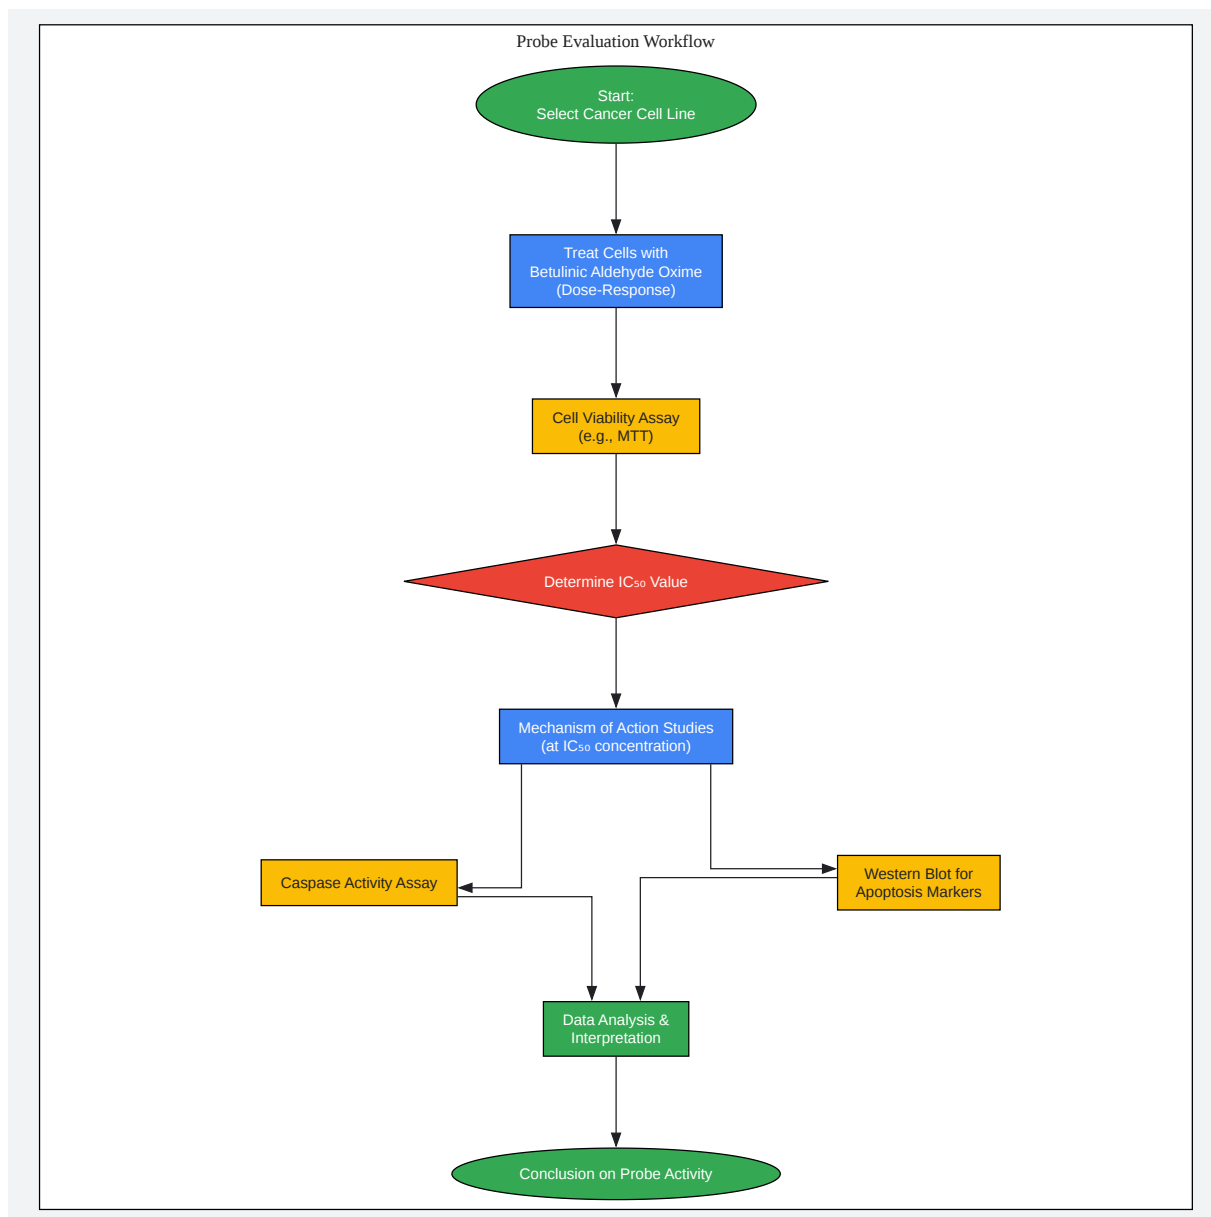 Probe Evaluation Workflow
Start:
Select Cancer Cell Line
Treat Cells with
Betulinic Aldehyde Oxime
(Dose-Response)
Cell Viability Assay
(e.g., MTT)
Determine IC₅₀ Value
Mechanism of Action Studies
(at IC₅₀ concentration)
Caspase Activity Assay
Western Blot for
Apoptosis Markers
Data Analysis &
Interpretation
Conclusion on Probe Activity